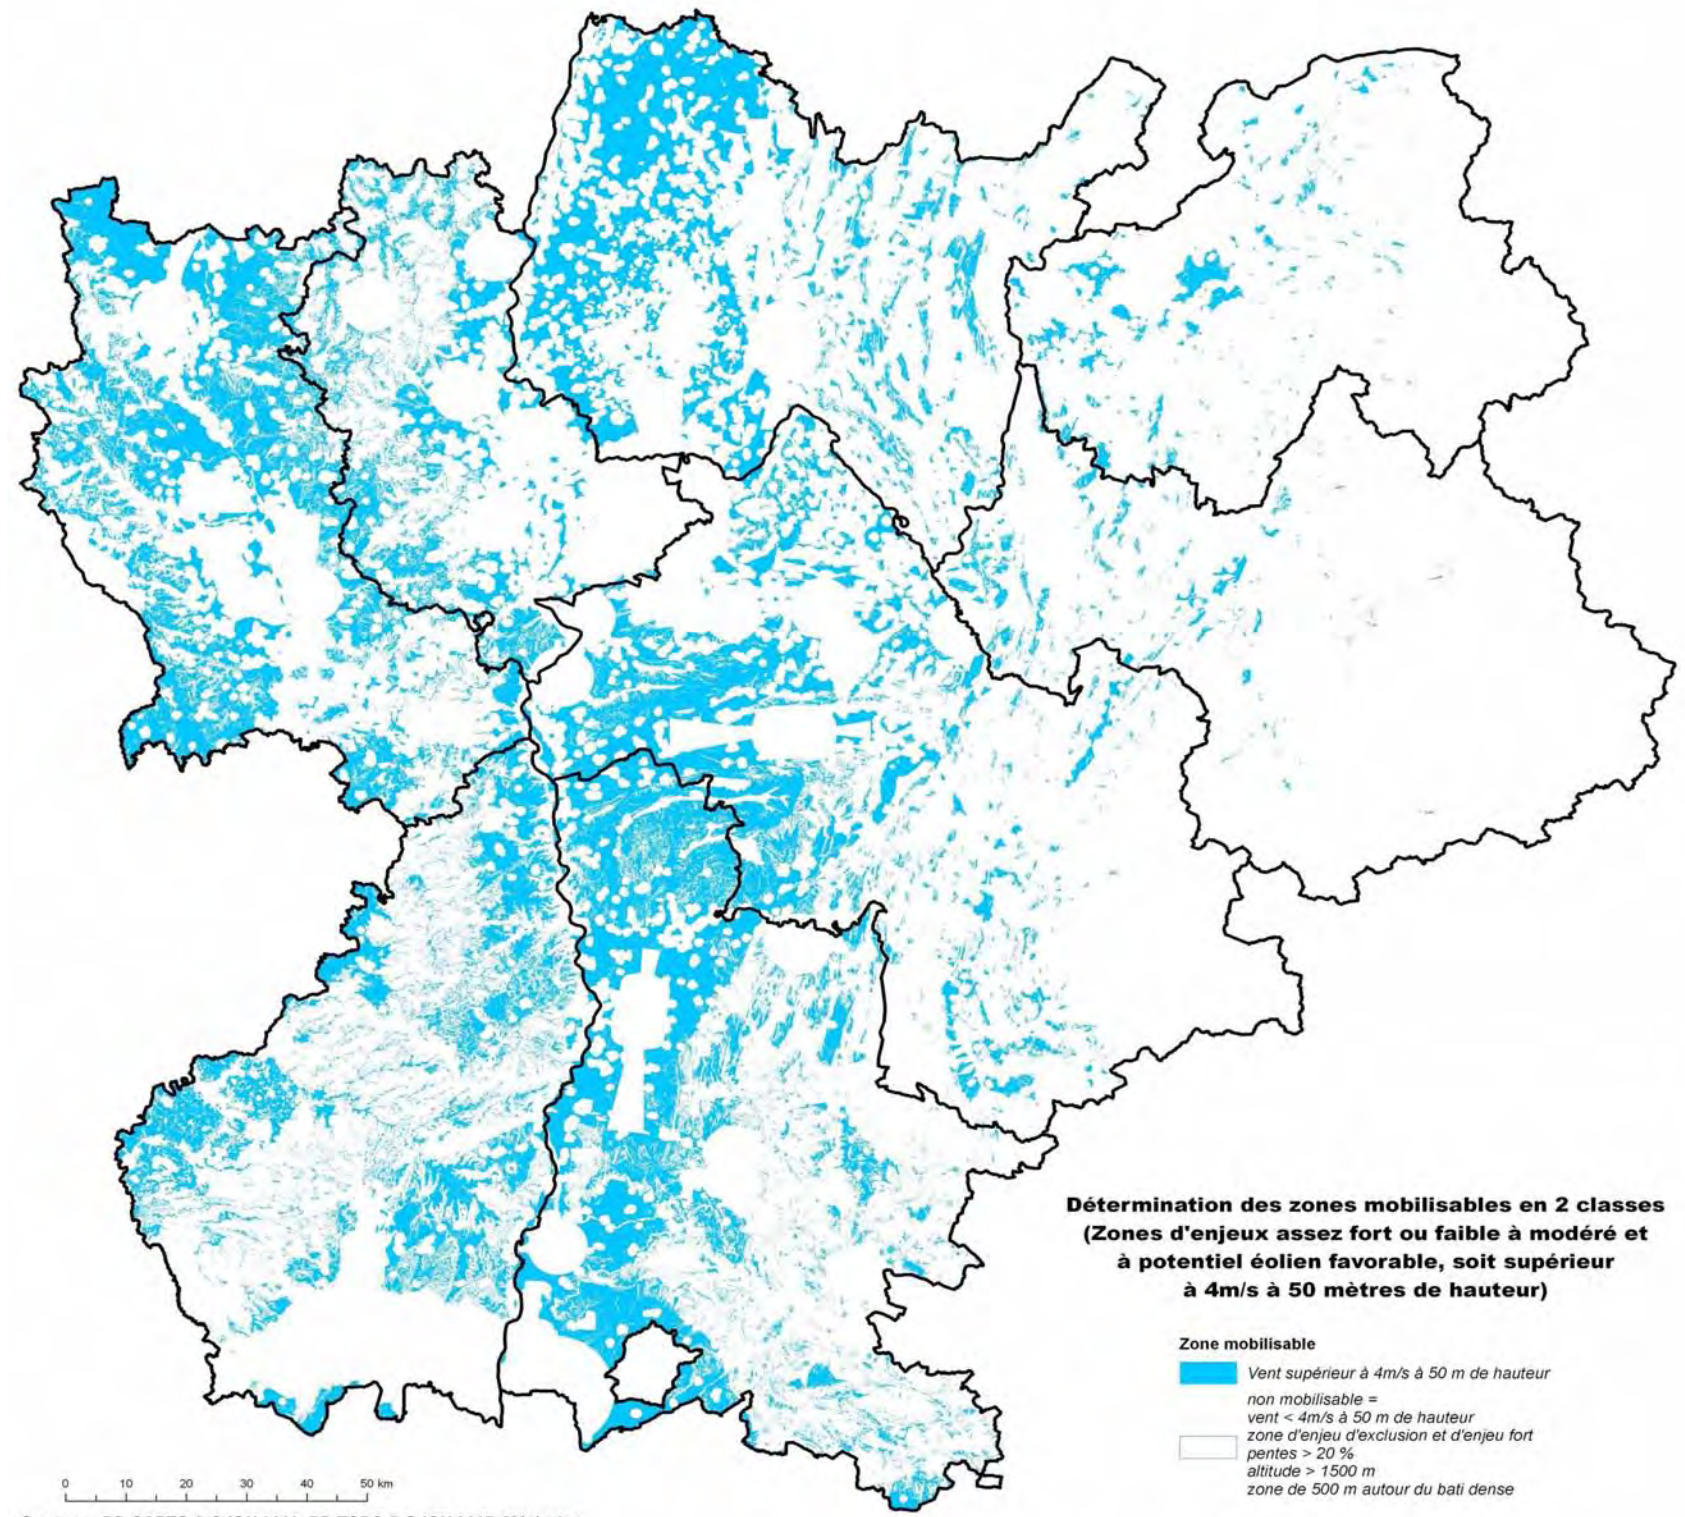 Détermination des zones mobilisables en 2 classes
(Zones d'enjeux assez fort ou faible à modéré et
à potentiel éolien favorable, soit supérieur
à 4m/s à 50 mètres de hauteur)
Zone mobilisable
Vent supérieur à 4m/s à 50 m de hauteur
non mobilisable =
vent < 4m/s à 50 m de hauteur
zone d'enjeu d'exclusion et d'enjeu fort
pentes > 20 %
altitude > 1500 m
zone de 500 m autour du bati dense
0 10 20 30 40 50 km